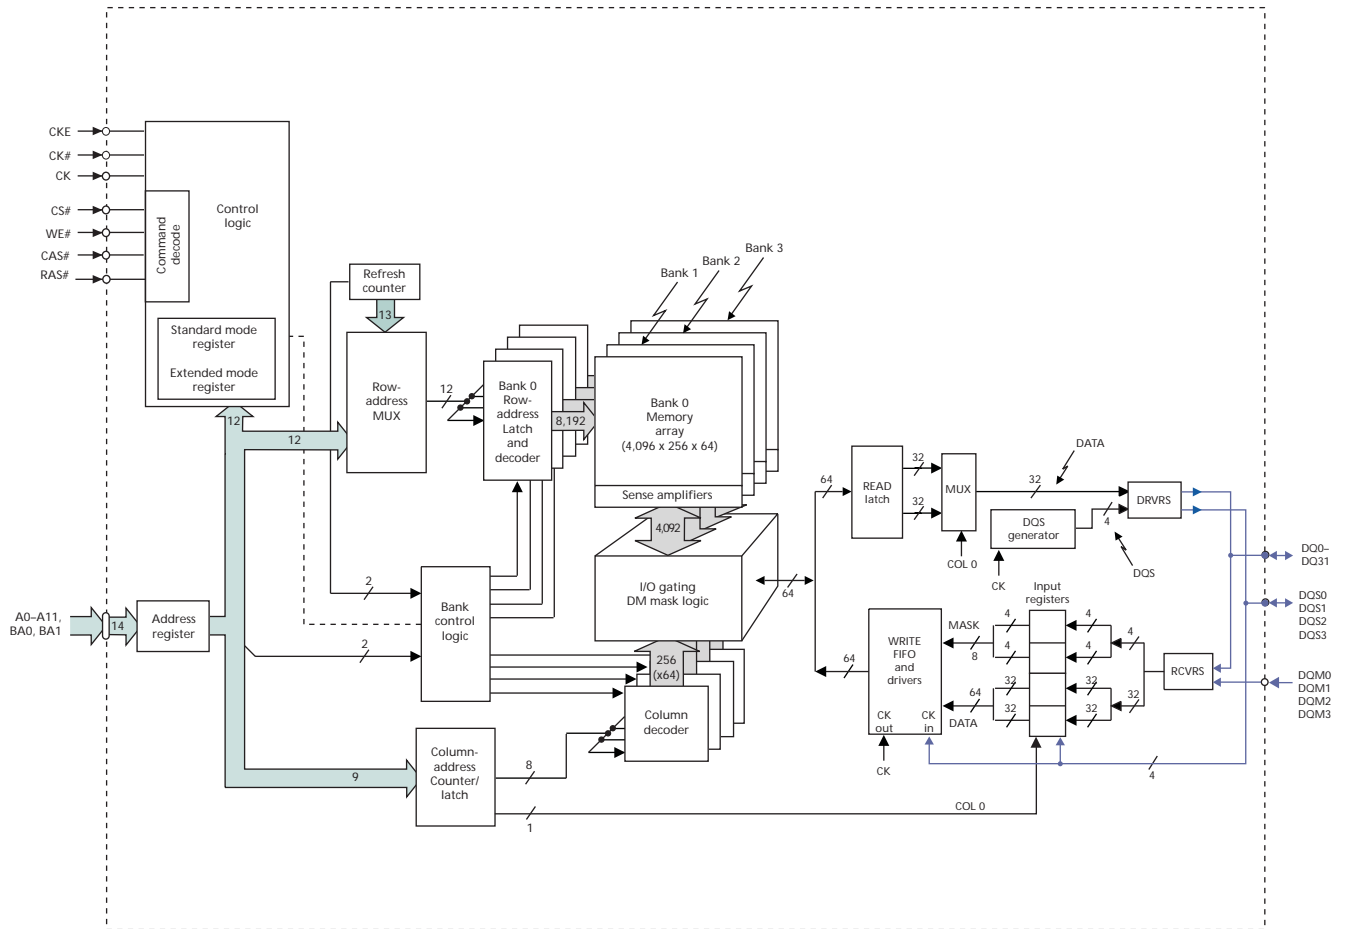 CKE
CK#
CK
CS#
WE#
CAS#
RAS#
Command
decode
Control
logic
Standard mode
register
Extended mode
register
Refresh
counter
13
Row-
address
MUX
12
12
12
Bank 0
Row-
address
Latch
and
decoder
8,192
Bank 1
Bank 2
Bank 3
Bank 0
Memory
array
(4,096 x 256 x 64)
Sense amplifiers
4,092
I/O gating
DM mask logic
64
256
(x64)
Column
decoder
A0–A11,
BA0, BA1
14
Address
register
2
2
Bank
control
logic
9
Column-
address
Counter/
latch
8
1
COL 0
64
READ
latch
32
32
MUX
COL 0
32
DATA
DQS
generator
CK
4
DQS
DRVRS
DQ0–
DQ31
DQS0
DQS1
DQS2
DQS3
DQM0
DQM1
DQM2
DQM3
RCVRS
Input
registers
4
4
32
32
4
4
32
32
4
32
MASK
8
64
DATA
64
WRITE
FIFO
and
drivers
CK
out
CK
in
CK
4